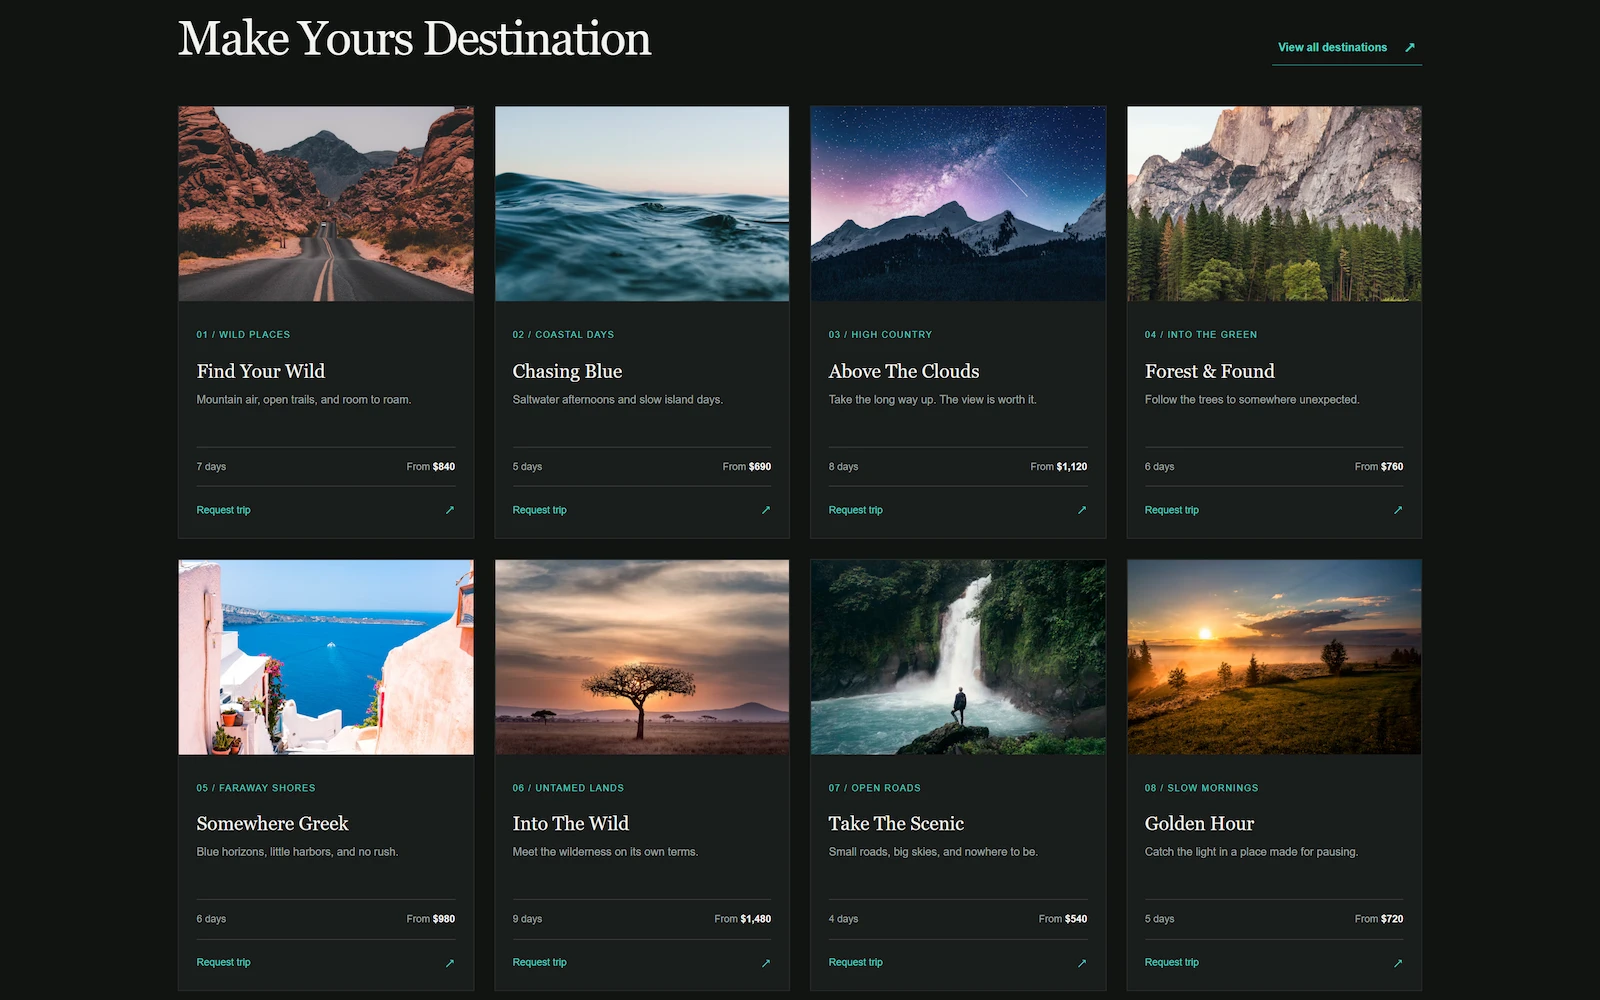 Make Yours Destination
View all destinations ↗
01 / WILD PLACES
Find Your Wild
Mountain air, open trails, and room to roam.
7 days From $840
Request trip ↗
02 / COASTAL DAYS
Chasing Blue
Saltwater afternoons and slow island days.
5 days From $690
Request trip ↗
03 / HIGH COUNTRY
Above The Clouds
Take the long way up. The view is worth it.
8 days From $1,120
Request trip ↗
04 / INTO THE GREEN
Forest & Found
Follow the trees to somewhere unexpected.
6 days From $760
Request trip ↗
05 / FARAWAY SHORES
Somewhere Greek
Blue horizons, little harbors, and no rush.
6 days From $980
Request trip ↗
06 / UNTAMED LANDS
Into The Wild
Meet the wilderness on its own terms.
9 days From $1,480
Request trip ↗
07 / OPEN ROADS
Take The Scenic
Small roads, big skies, and nowhere to be.
4 days From $540
Request trip ↗
08 / SLOW MORNINGS
Golden Hour
Catch the light in a place made for pausing.
5 days From $720
Request trip ↗